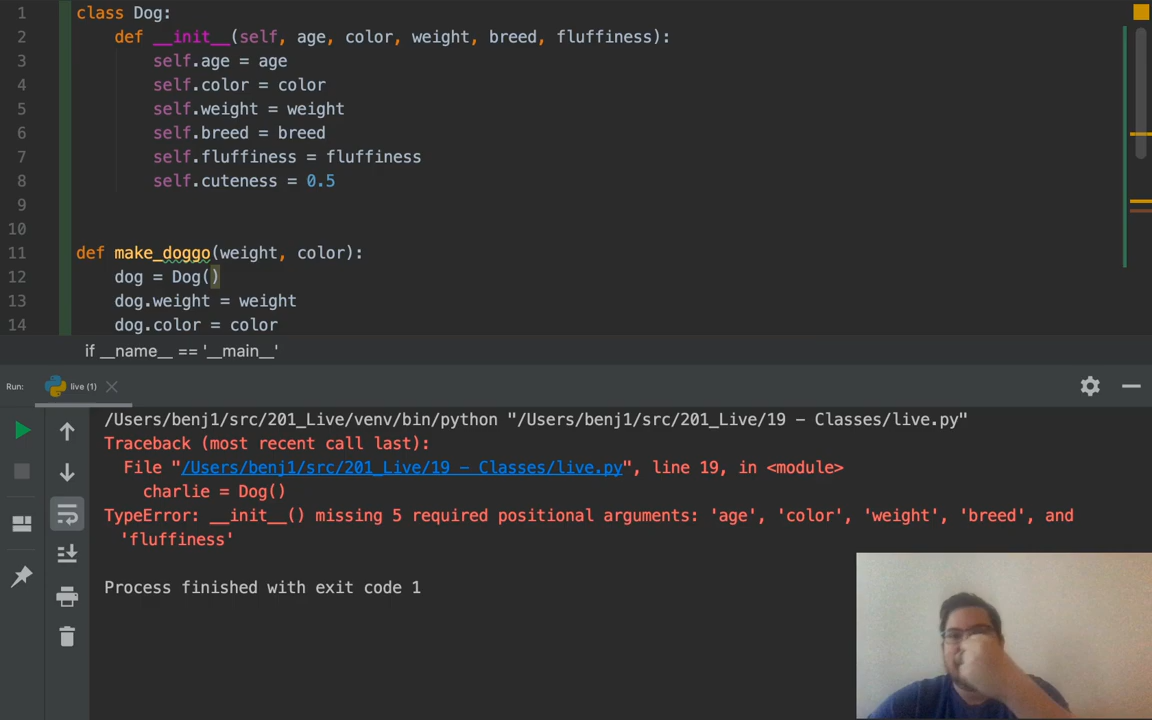 1 class Dog:
2 def __init__(self, age, color, weight, breed, fluffiness):
3 self.age = age
4 self.color = color
5 self.weight = weight
6 self.breed = breed
7 self.fluffiness = fluffiness
8 self.cuteness = 0.5
9
10
11 def make_doggo(weight, color):
12 dog = Dog()
13 dog.weight = weight
14 dog.color = color
if __name__ == '__main__'
Run: live (1)
/Users/benj1/src/201_Live/venv/bin/python "/Users/benj1/src/201_Live/19 - Classes/live.py"
Traceback (most recent call last):
File "/Users/benj1/src/201_Live/19 - Classes/live.py", line 19, in <module>
charlie = Dog()
TypeError: __init__() missing 5 required positional arguments: 'age', 'color', 'weight', 'breed', and
'fluffiness'
Process finished with exit code 1